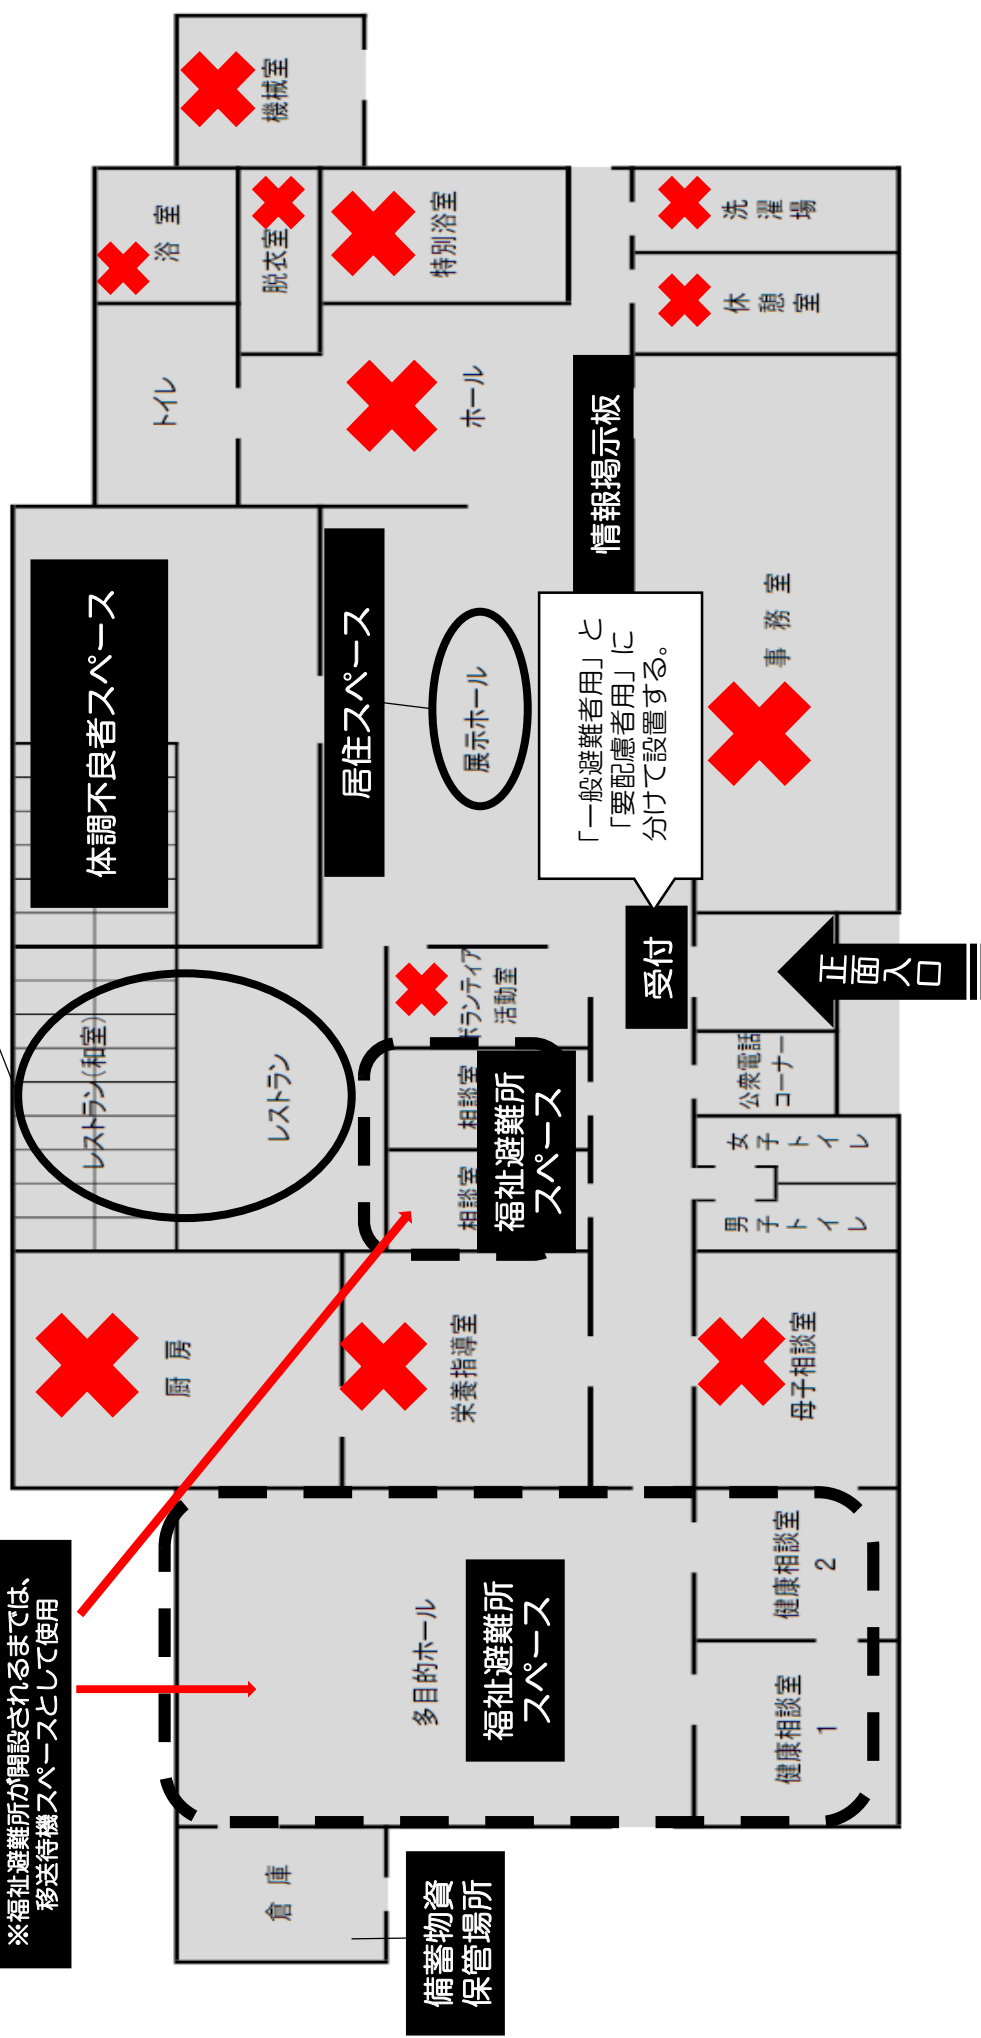 ※福祉避難所が開設されるまでは、
移送待機スペースとして使用
備蓄物資
保管場所
倉庫
多目的ホール
福祉避難所
スペース
健康相談室
1
健康相談室
2
厨房
栄養指導室
母子相談室
レストラン(和室)
レストラン
相談室
相談室
福祉避難所
スペース
ボランティア
活動室
男子トイレ
女子トイレ
公衆電話
コーナー
正面入口
受付
「一般避難者用」と
「要配慮者用」に
分けて設置する。
体調不良者スペース
居住スペース
展示ホール
情報掲示板
事務室
トイレ
ホール
浴室
脱衣室
特別浴室
機械室
休憩室
洗濯場